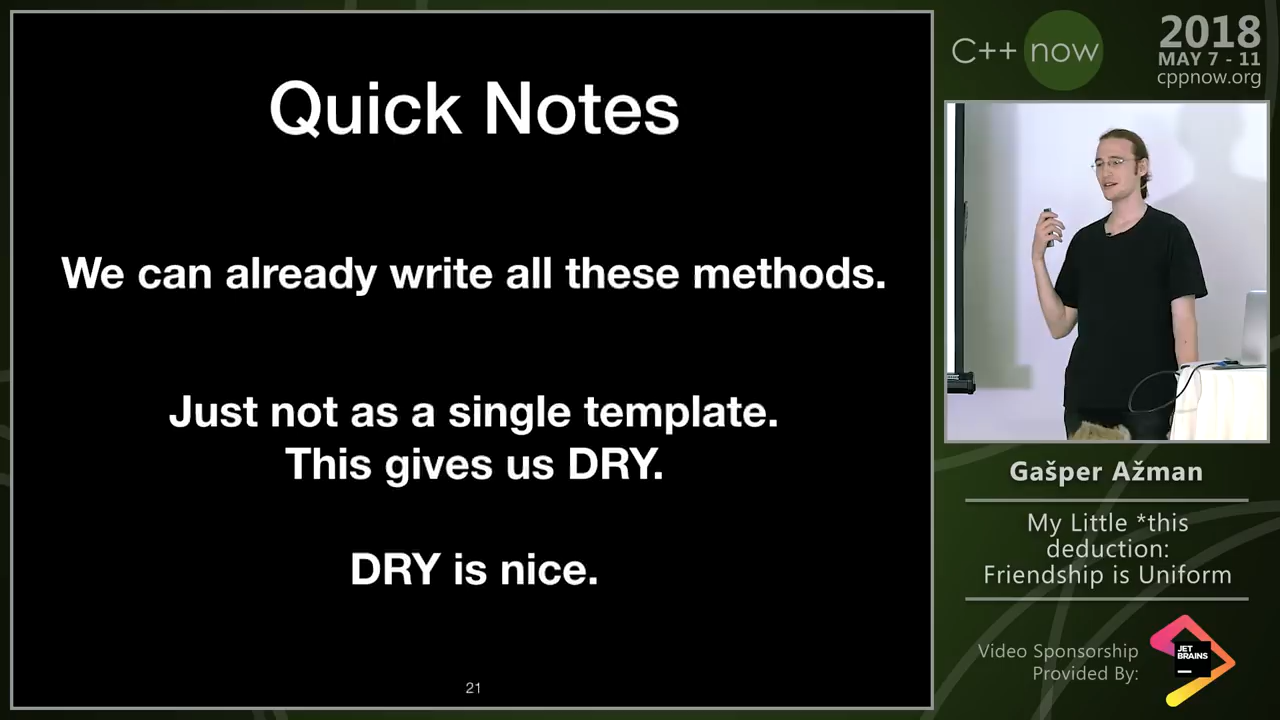 Quick Notes
We can already write all these methods.
Just not as a single template.
This gives us DRY.
DRY is nice.
21
C++ now
2018
MAY 7 - 11
cppnow.org
Gašper Ažman
My Little *this
deduction:
Friendship is Uniform
Video Sponsorship
Provided By:
JET
BRAINS